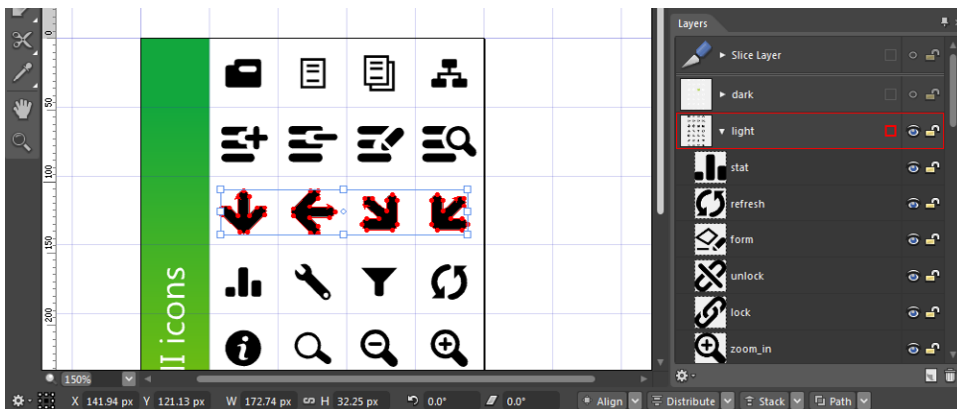 Layers
Slice Layer
dark
light
stat
refresh
form
unlock
lock
zoom_in
0
50
100
150
200
II icons
i
150%
X 141.94 px Y 121.13 px W 172.74 px H 32.25 px 0.0° 0.0° Align Distribute Stack Path